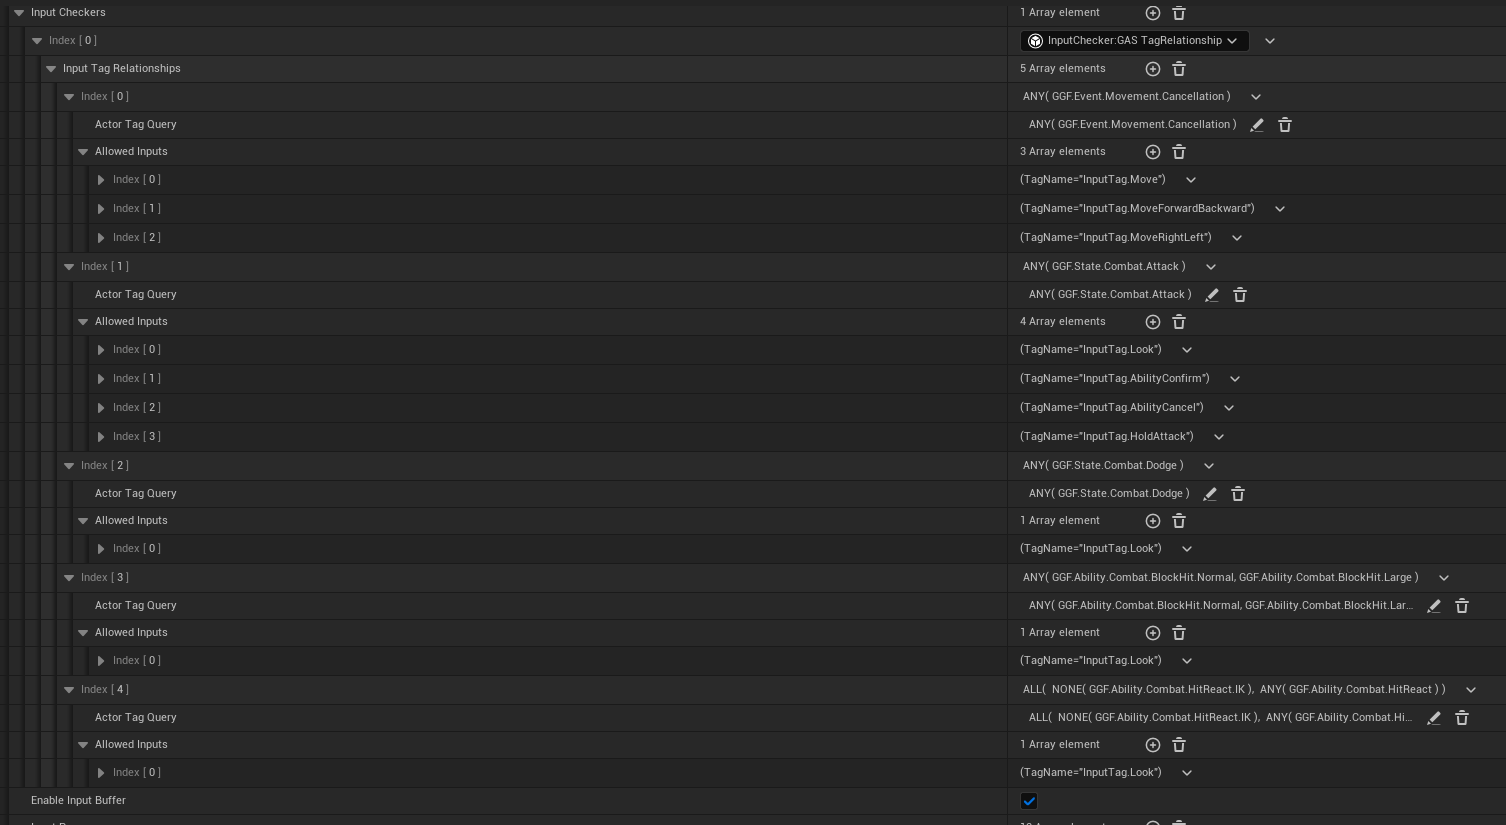 Input Checkers 1 Array element
Index [ 0 ] InputChecker:GAS TagRelationship
Input Tag Relationships 5 Array elements
Index [ 0 ] ANY( GGF.Event.Movement.Cancellation )
Actor Tag Query ANY( GGF.Event.Movement.Cancellation )
Allowed Inputs 3 Array elements
Index [ 0 ] (TagName="InputTag.Move")
Index [ 1 ] (TagName="InputTag.MoveForwardBackward")
Index [ 2 ] (TagName="InputTag.MoveRightLeft")
Index [ 1 ] ANY( GGF.State.Combat.Attack )
Actor Tag Query ANY( GGF.State.Combat.Attack )
Allowed Inputs 4 Array elements
Index [ 0 ] (TagName="InputTag.Look")
Index [ 1 ] (TagName="InputTag.AbilityConfirm")
Index [ 2 ] (TagName="InputTag.AbilityCancel")
Index [ 3 ] (TagName="InputTag.HoldAttack")
Index [ 2 ] ANY( GGF.State.Combat.Dodge )
Actor Tag Query ANY( GGF.State.Combat.Dodge )
Allowed Inputs 1 Array element
Index [ 0 ] (TagName="InputTag.Look")
Index [ 3 ] ANY( GGF.Ability.Combat.BlockHit.Normal, GGF.Ability.Combat.BlockHit.Large )
Actor Tag Query ANY( GGF.Ability.Combat.BlockHit.Normal, GGF.Ability.Combat.BlockHit.Lar...
Allowed Inputs 1 Array element
Index [ 0 ] (TagName="InputTag.Look")
Index [ 4 ] ALL( NONE( GGF.Ability.Combat.HitReact.IK ), ANY( GGF.Ability.Combat.HitReact ) )
Actor Tag Query ALL( NONE( GGF.Ability.Combat.HitReact.IK ), ANY( GGF.Ability.Combat.Hi...
Allowed Inputs 1 Array element
Index [ 0 ] (TagName="InputTag.Look")
Enable Input Buffer